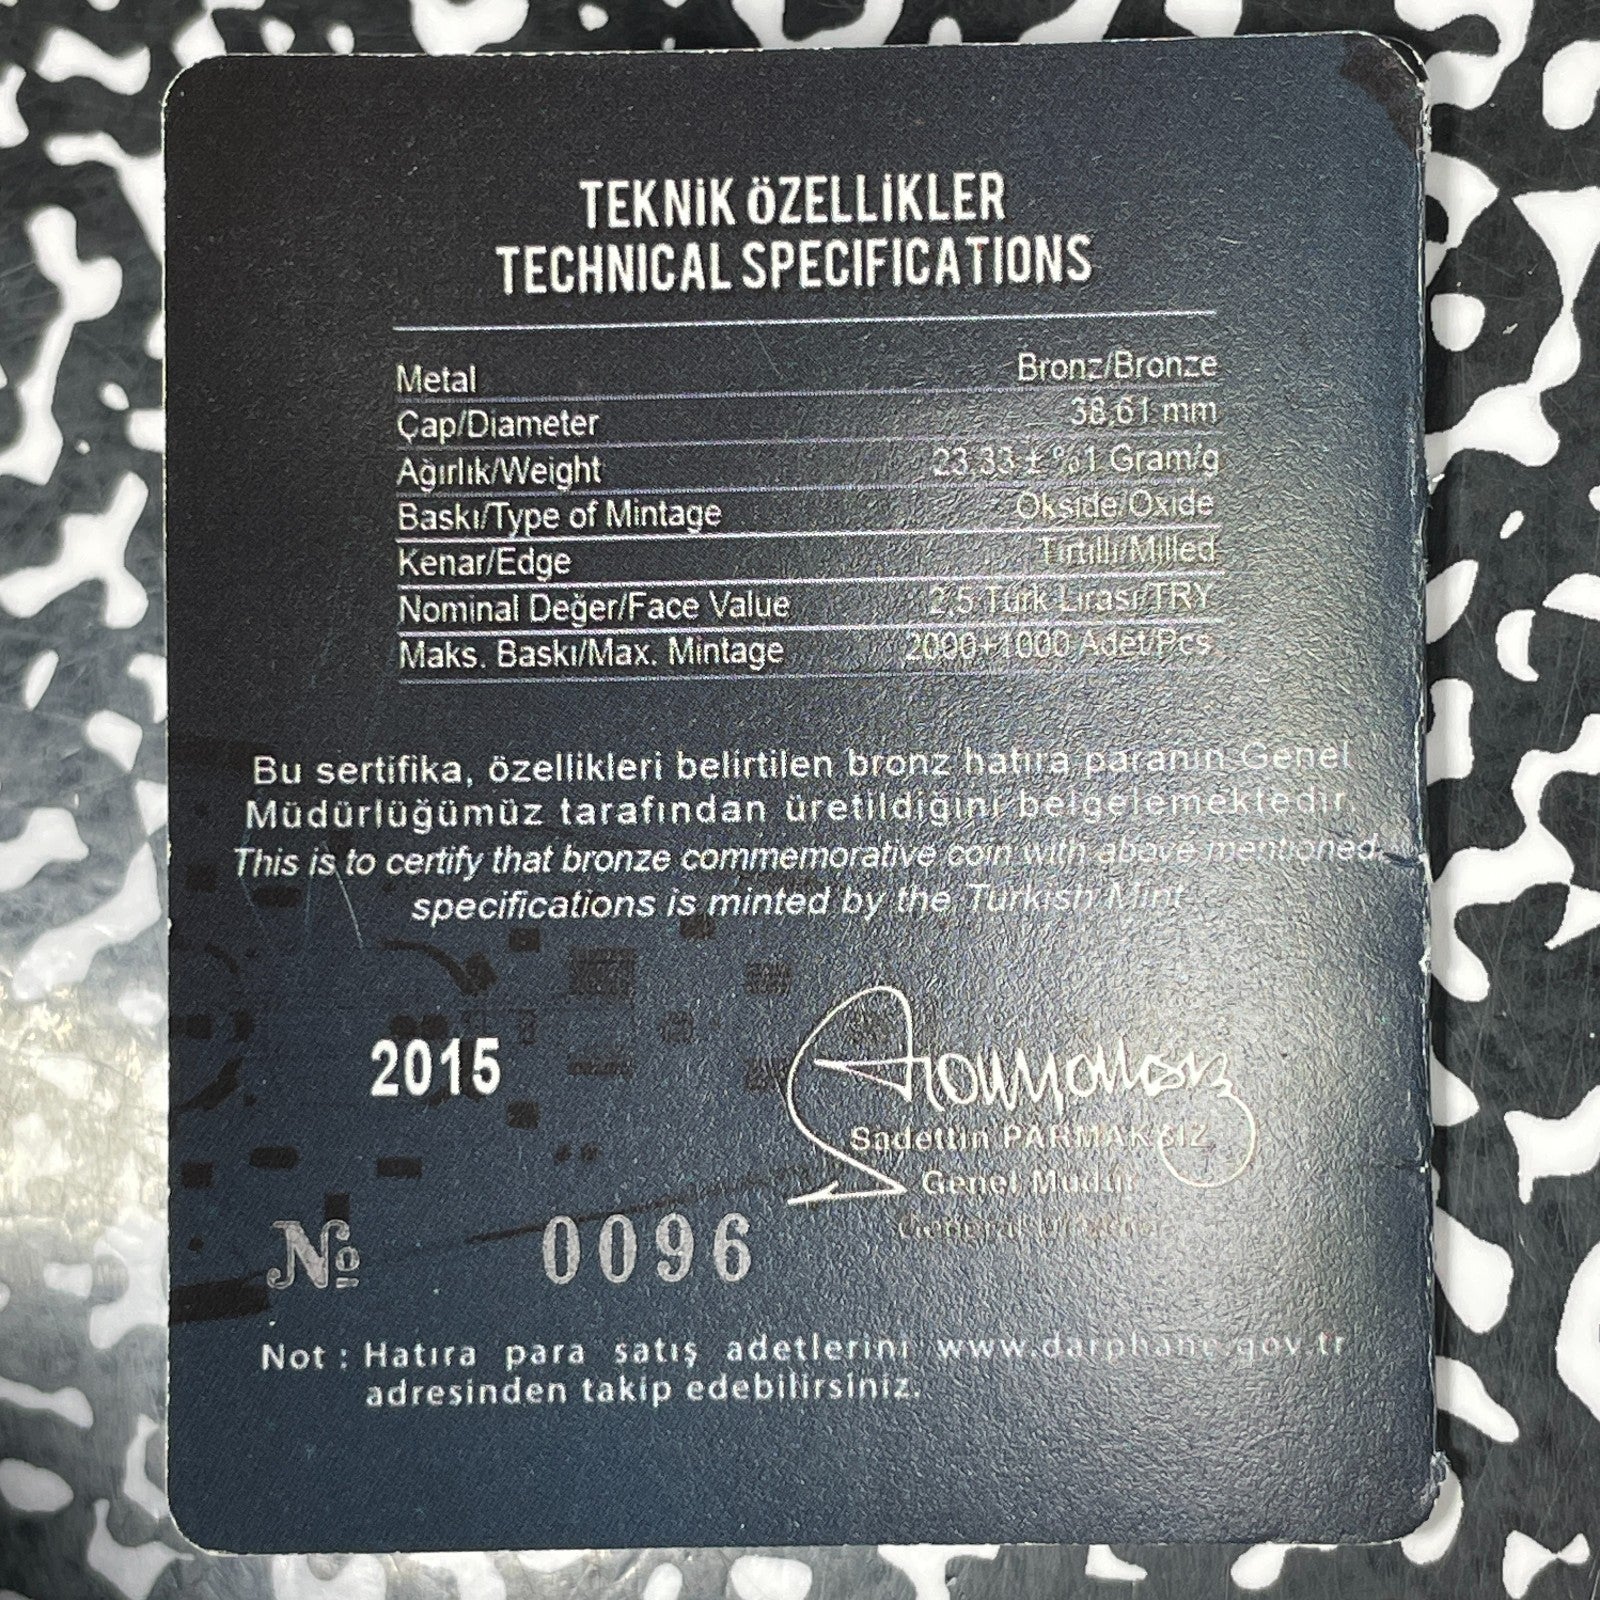 TEKNiK ÖZELLiKLER
TECHNICAL SPECIFICATIONS
Metal Bronz/Bronze
Çap/Diameter 38,61 mm
Ağırlık/Weight 23.33 ± %1 Gram/g
Baskı/Type of Mintage Okside/Oxide
Kenar/Edge Tırtıllı/Milled
Nominal Değer/Face Value 2.5 Türk Lirası/TRY
Maks. Baskı/Max. Mintage 2000+1000 Adet/Pcs
Bu sertifika, özellikleri belirtilen bronz hatıra paranın Genel
Müdürlüğümüz tarafından üretildiğini belgelemektedir.
This is to certify that bronze commemorative coin with above mentioned
specifications is minted by the Turkish Mint
2015
Sadettin PARMAKSIZ
Genel Müdür
General
No 0096
Not : Hatıra para satış adetlerini www.darphane.gov.tr
adresinden takip edebilirsiniz.